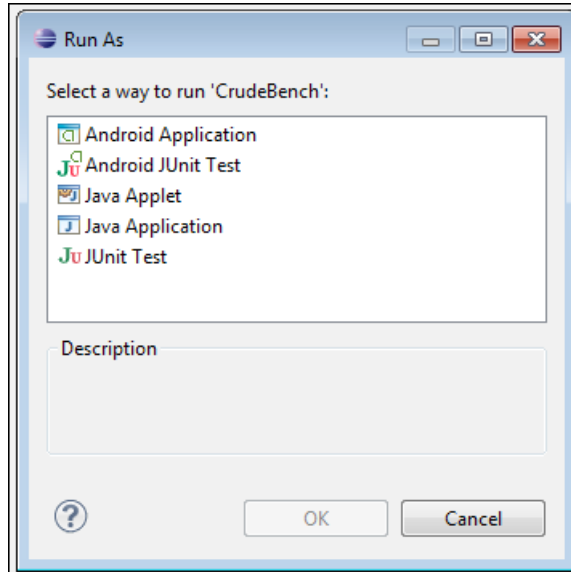 Run As
Select a way to run 'CrudeBench':
Android Application
Android JUnit Test
Java Applet
Java Application
JUnit Test
Description
OK
Cancel